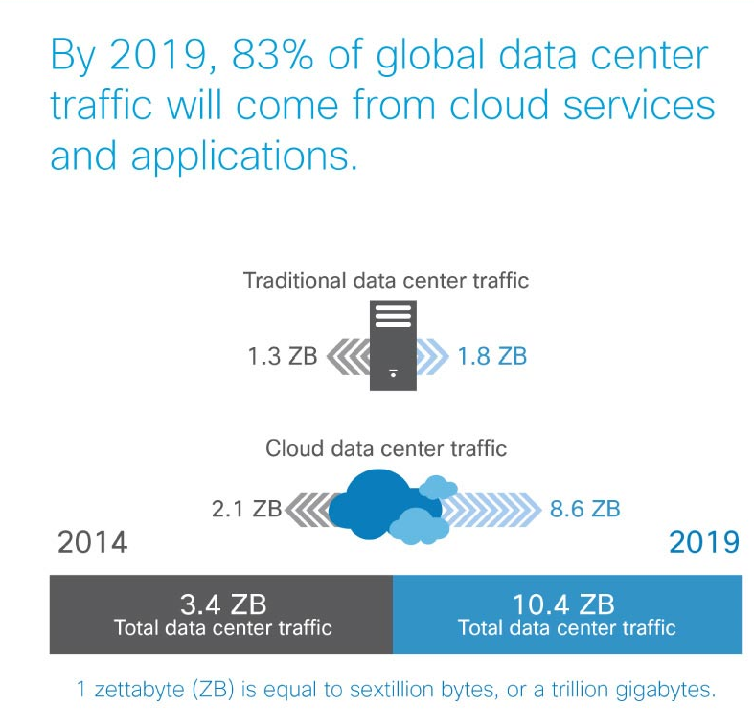 By 2019, 83% of global data center
traffic will come from cloud services
and applications.
Traditional data center traffic
1.3 ZB 1.8 ZB
Cloud data center traffic
2.1 ZB 8.6 ZB
2014 2019
3.4 ZB 10.4 ZB
Total data center traffic Total data center traffic
1 zettabyte (ZB) is equal to sextillion bytes, or a trillion gigabytes.